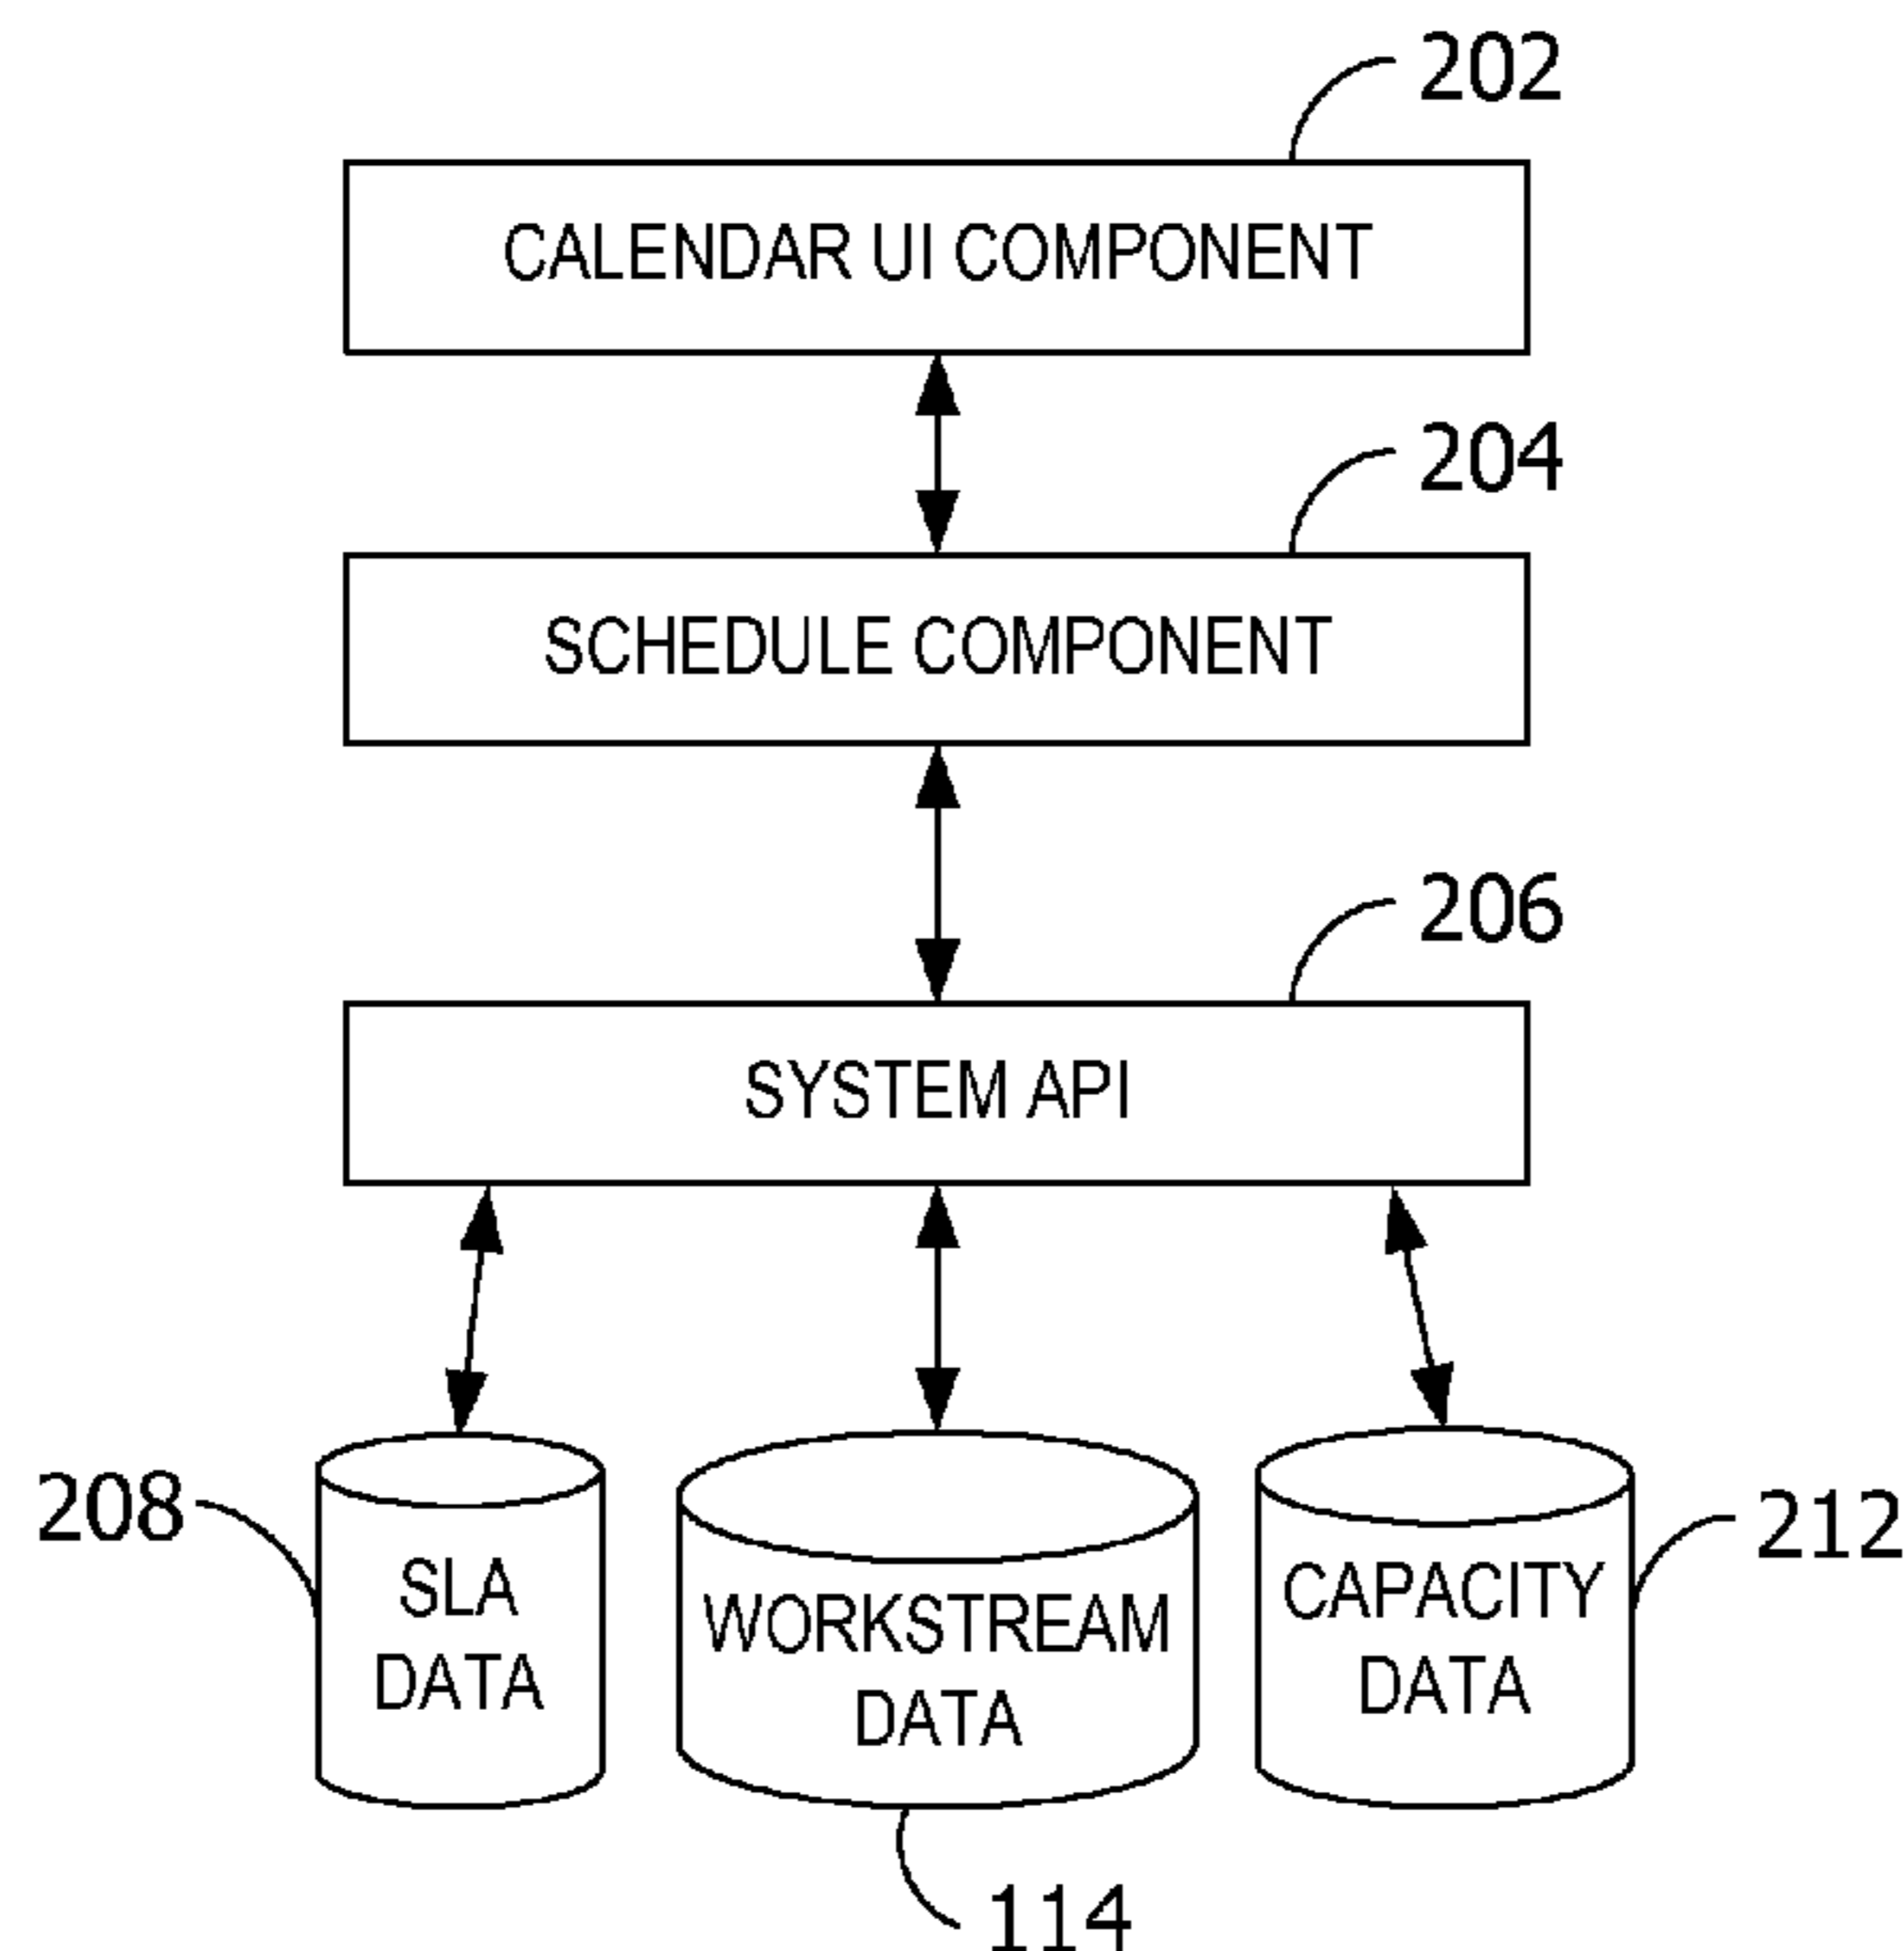 202
CALENDAR UI COMPONENT
204
SCHEDULE COMPONENT
206
SYSTEM API
208
SLA
DATA
WORKSTREAM
DATA
CAPACITY
DATA
212
114